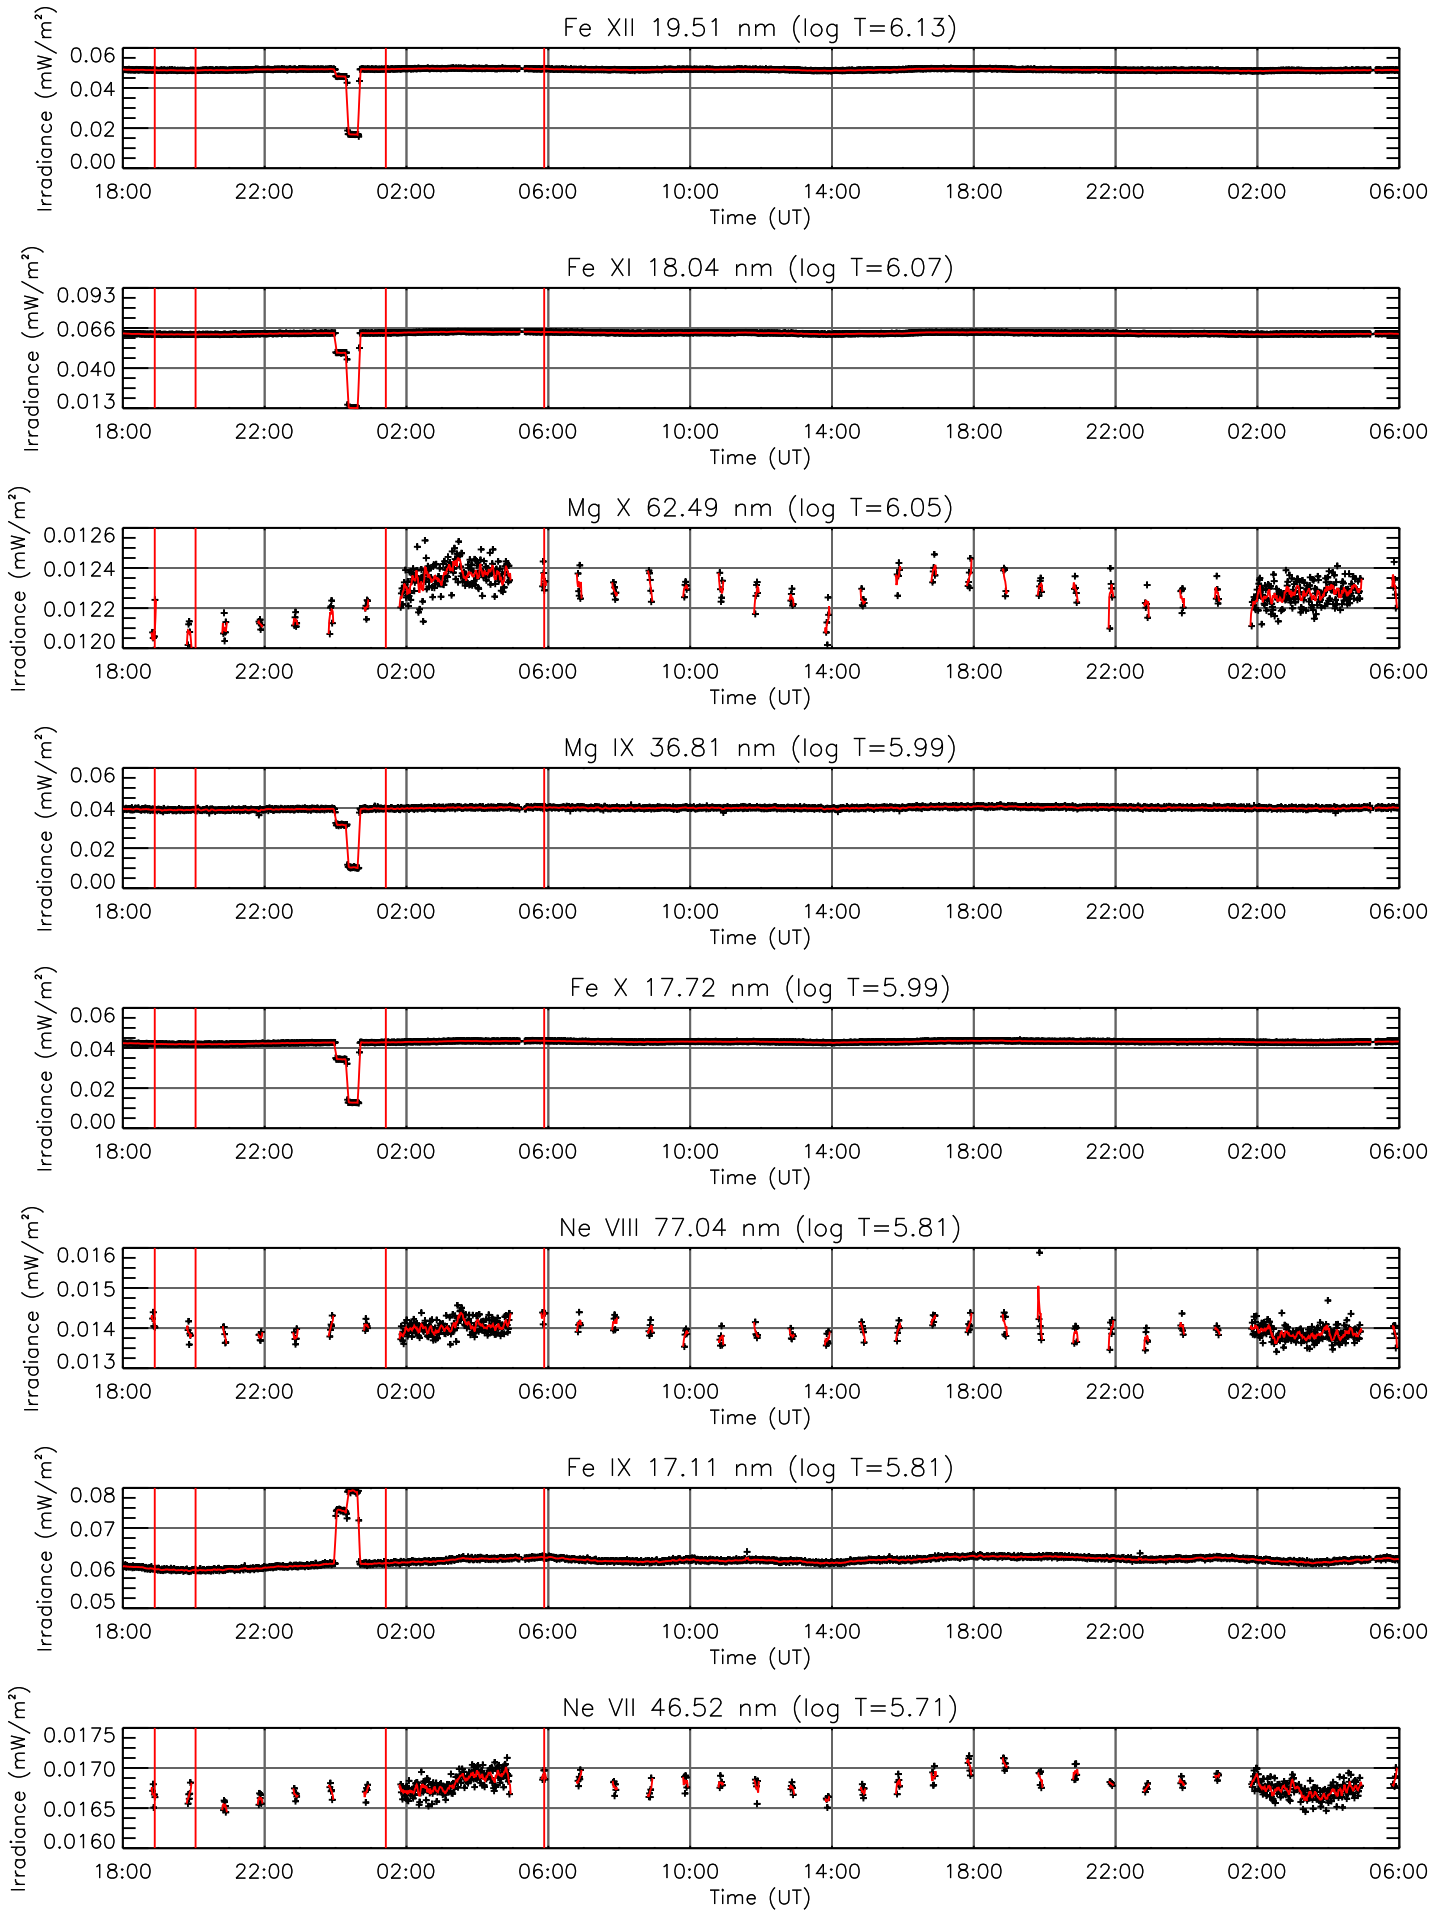 Fe XII 19.51 nm (log T=6.13)
Irradiance (mW/m²)
0.06
0.04
0.02
0.00
18:00 22:00 02:00 06:00 10:00 14:00 18:00 22:00 02:00 06:00
Time (UT)
Fe XI 18.04 nm (log T=6.07)
Irradiance (mW/m²)
0.093
0.066
0.040
0.013
18:00 22:00 02:00 06:00 10:00 14:00 18:00 22:00 02:00 06:00
Time (UT)
Mg X 62.49 nm (log T=6.05)
Irradiance (mW/m²)
0.0126
0.0124
0.0122
0.0120
18:00 22:00 02:00 06:00 10:00 14:00 18:00 22:00 02:00 06:00
Time (UT)
Mg IX 36.81 nm (log T=5.99)
Irradiance (mW/m²)
0.06
0.04
0.02
0.00
18:00 22:00 02:00 06:00 10:00 14:00 18:00 22:00 02:00 06:00
Time (UT)
Fe X 17.72 nm (log T=5.99)
Irradiance (mW/m²)
0.06
0.04
0.02
0.00
18:00 22:00 02:00 06:00 10:00 14:00 18:00 22:00 02:00 06:00
Time (UT)
Ne VIII 77.04 nm (log T=5.81)
Irradiance (mW/m²)
0.016
0.015
0.014
0.013
18:00 22:00 02:00 06:00 10:00 14:00 18:00 22:00 02:00 06:00
Time (UT)
Fe IX 17.11 nm (log T=5.81)
Irradiance (mW/m²)
0.08
0.07
0.06
0.05
18:00 22:00 02:00 06:00 10:00 14:00 18:00 22:00 02:00 06:00
Time (UT)
Ne VII 46.52 nm (log T=5.71)
Irradiance (mW/m²)
0.0175
0.0170
0.0165
0.0160
18:00 22:00 02:00 06:00 10:00 14:00 18:00 22:00 02:00 06:00
Time (UT)